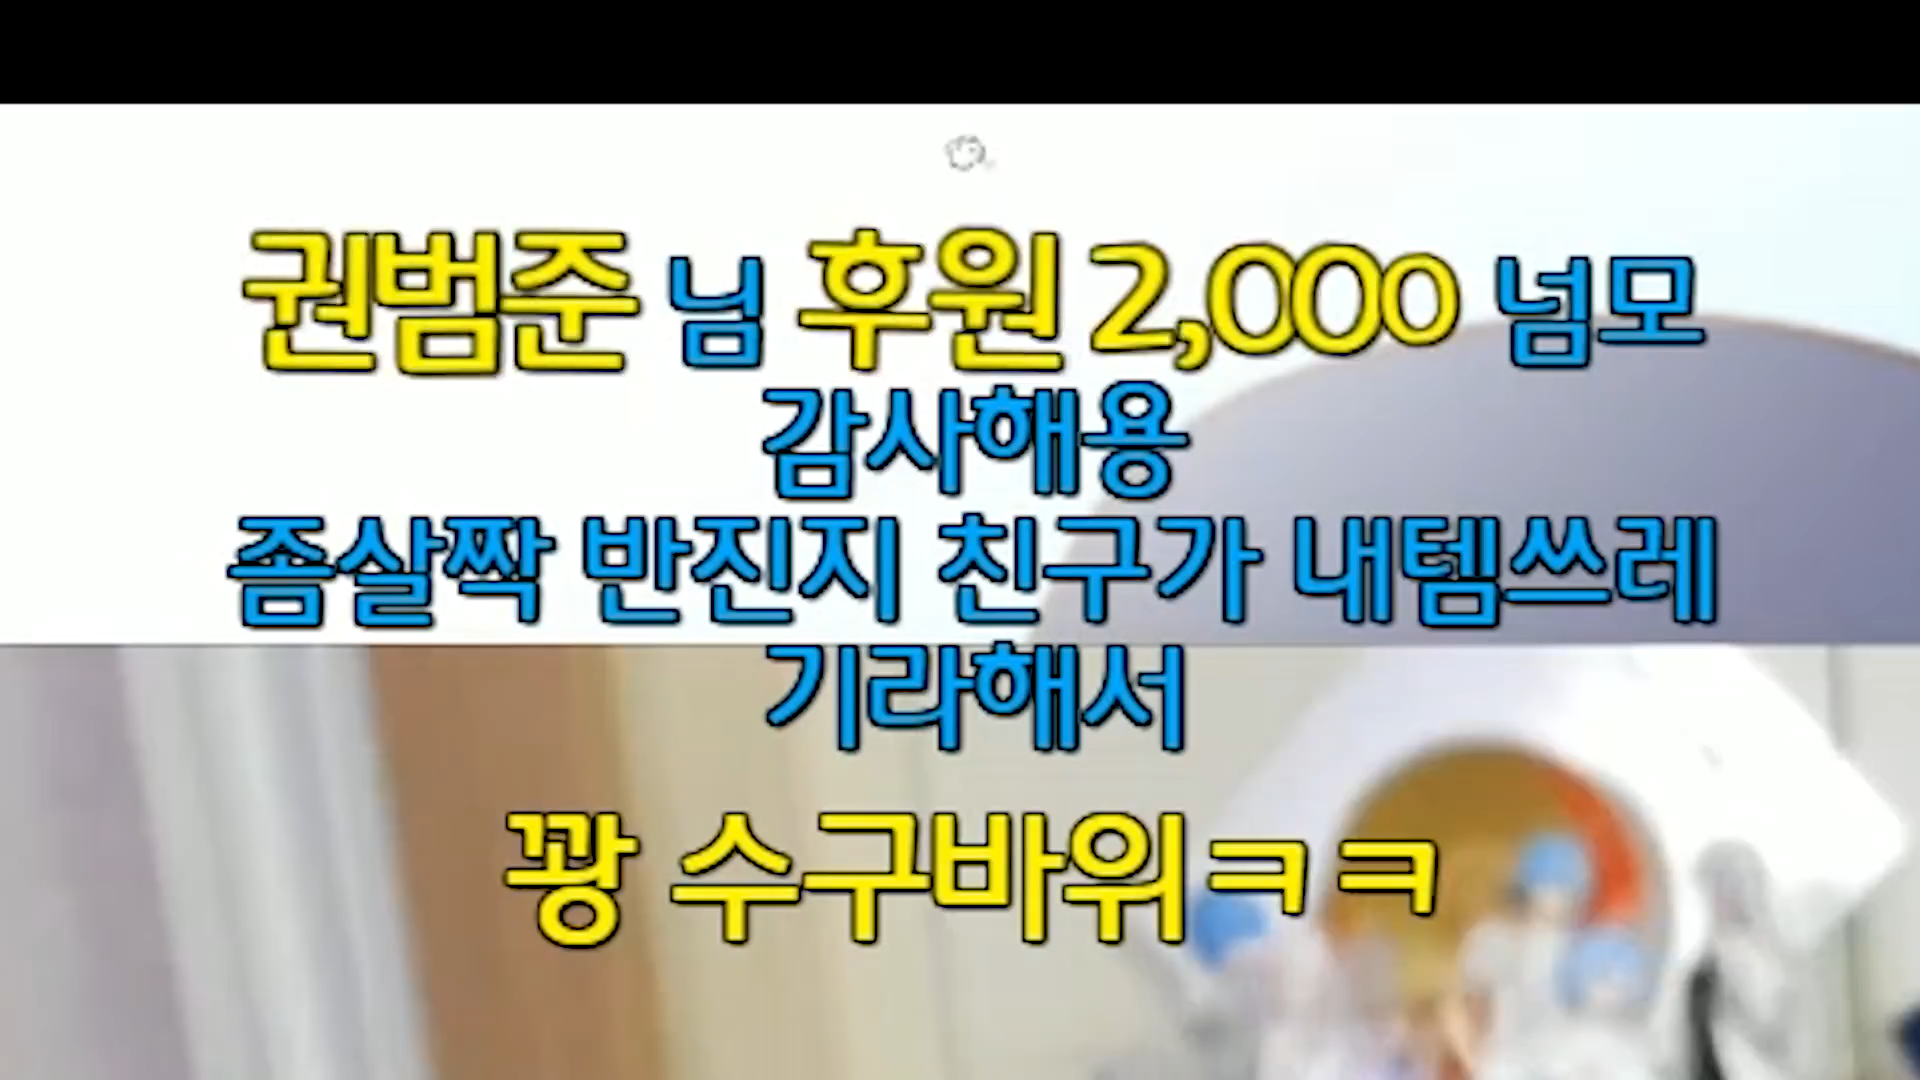 권범준 님 후원 2,000 넘모
감사해용
좀살짝 반진지 친구가 내템쓰레
기라해서
꽝 수구바위ㅋㅋ